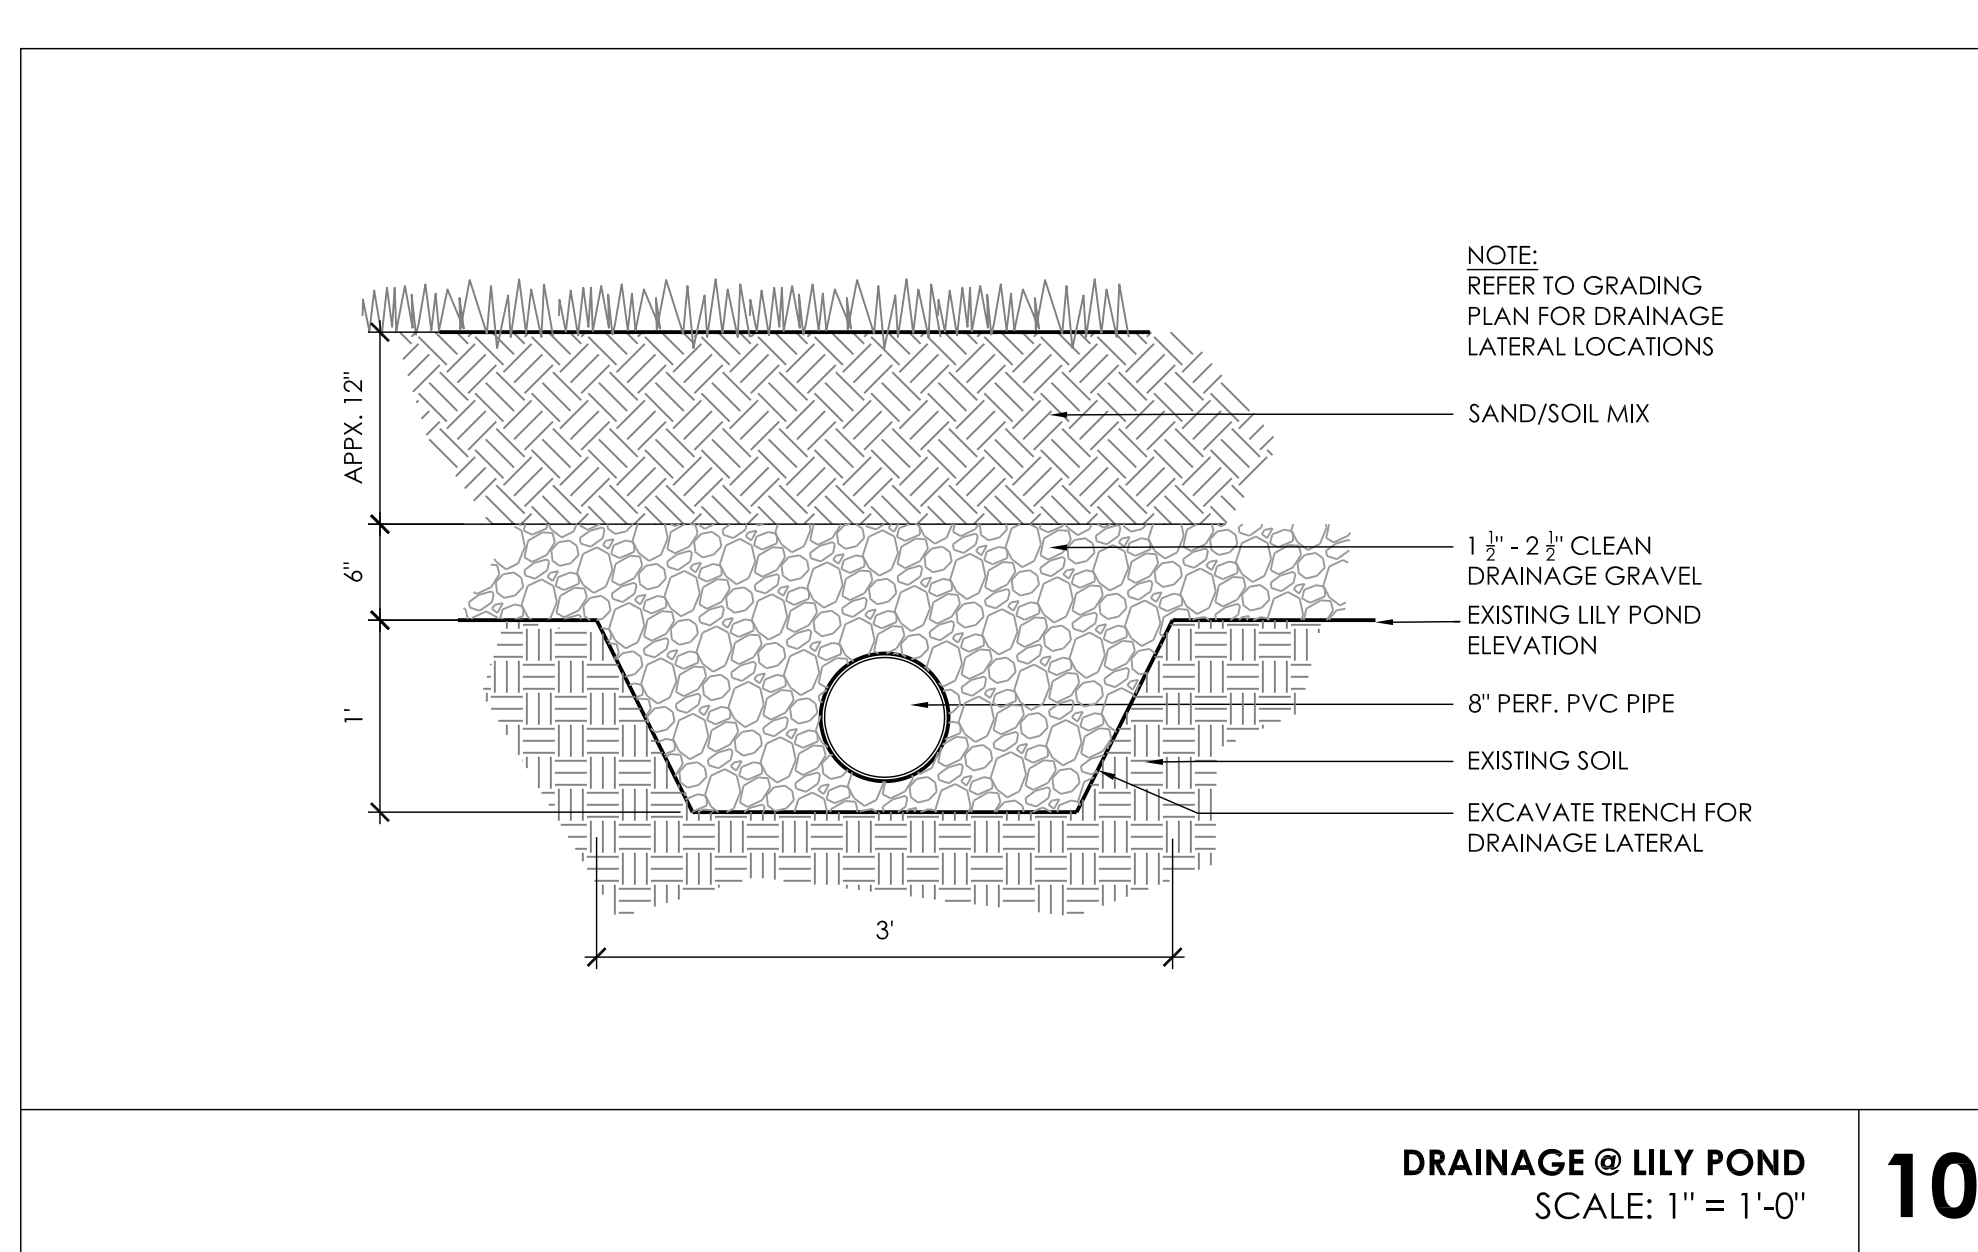 NOTE:
REFER TO GRADING
PLAN FOR DRAINAGE
LATERAL LOCATIONS
APPX. 12"
SAND/SOIL MIX
6"
1 1/2" - 2 1/2" CLEAN
DRAINAGE GRAVEL
EXISTING LILY POND
ELEVATION
1'
8" PERF. PVC PIPE
EXISTING SOIL
EXCAVATE TRENCH FOR
DRAINAGE LATERAL
3'
DRAINAGE @ LILY POND
SCALE: 1" = 1'-0"
10